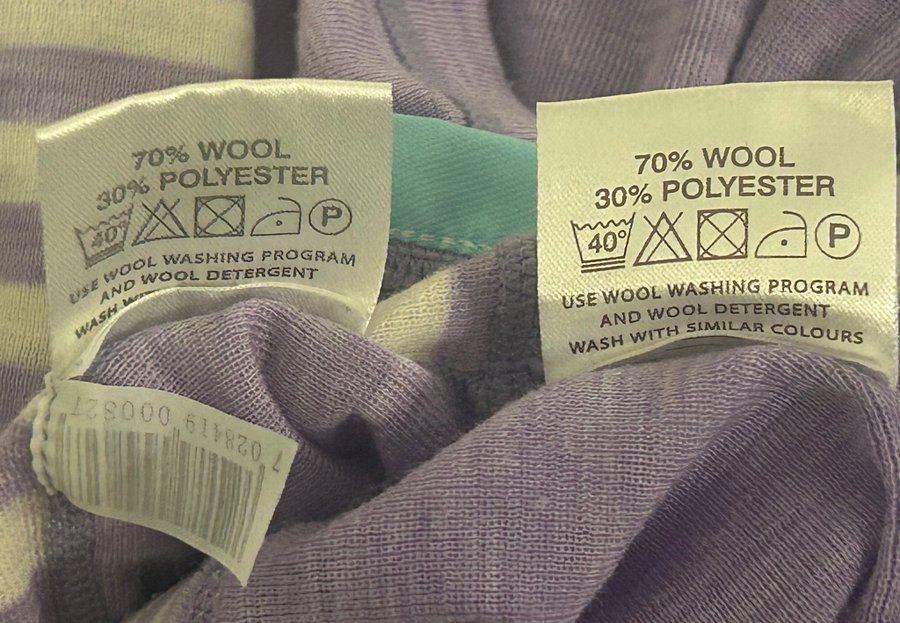 70% WOOL
30% POLYESTER
40°
P
USE WOOL WASHING PROGRAM
AND WOOL DETERGENT
WASH
7 028419 000827
70% WOOL
30% POLYESTER
40°
P
USE WOOL WASHING PROGRAM
AND WOOL DETERGENT
WASH WITH SIMILAR COLOURS